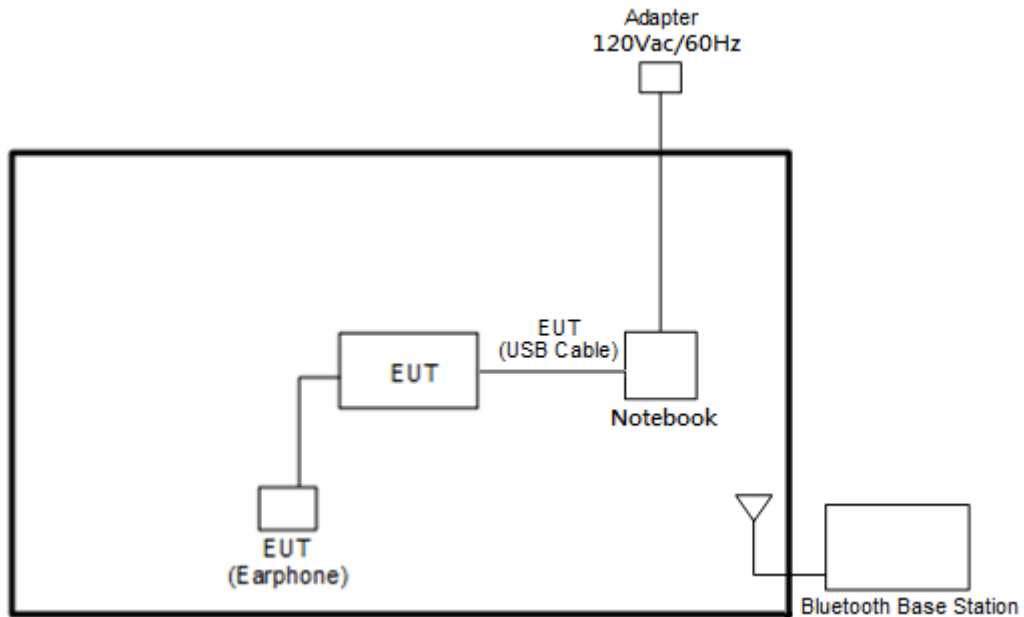 Adapter
120Vac/60Hz
EUT
(USB Cable)
EUT
Notebook
EUT
(Earphone)
Bluetooth Base Station